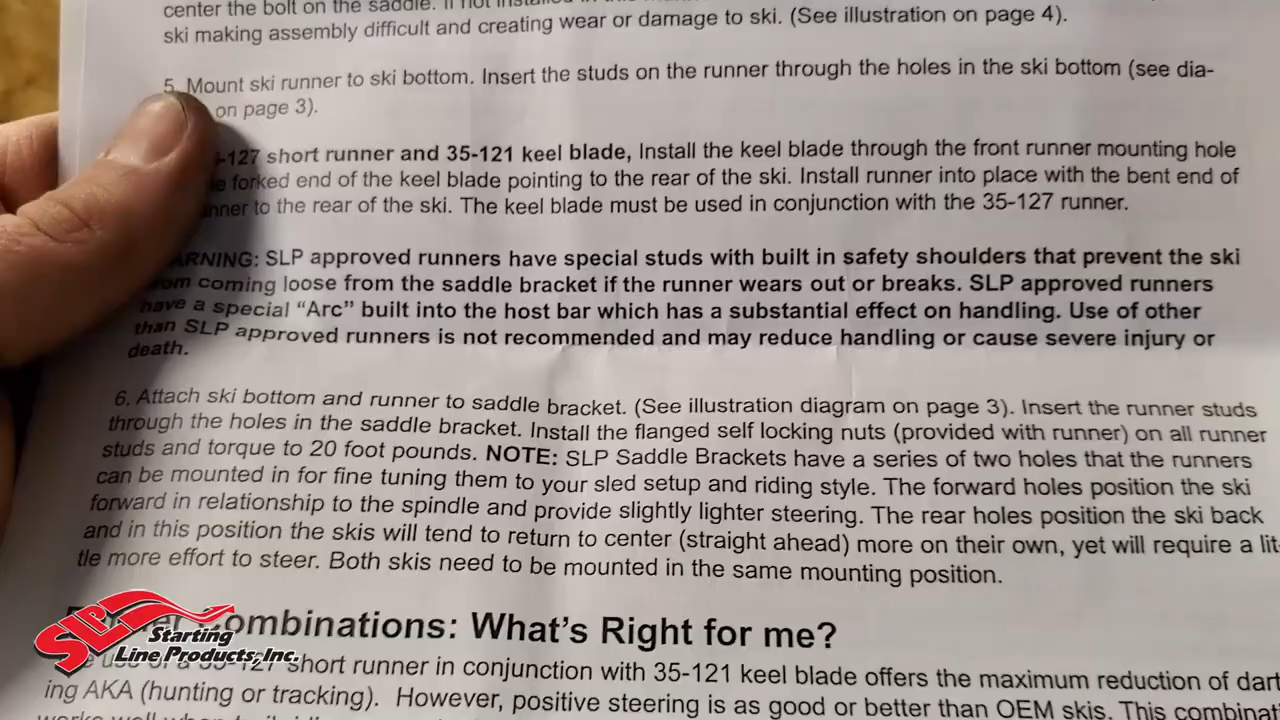 center the bolt on the saddle. If not installed in this
ski making assembly difficult and creating wear or damage to ski. (See illustration on page 4).
5. Mount ski runner to ski bottom. Insert the studs on the runner through the holes in the ski bottom (see dia-
on page 3).
-127 short runner and 35-121 keel blade, Install the keel blade through the front runner mounting hole
forked end of the keel blade pointing to the rear of the ski. Install runner into place with the bent end of
to the rear of the ski. The keel blade must be used in conjunction with the 35-127 runner.
ARNING: SLP approved runners have special studs with built in safety shoulders that prevent the ski
om coming loose from the saddle bracket if the runner wears out or breaks. SLP approved runners
have a special “Arc” built into the host bar which has a substantial effect on handling. Use of other
than SLP approved runners is not recommended and may reduce handling or cause severe injury or
death.
6. Attach ski bottom and runner to saddle bracket. (See illustration diagram on page 3). Insert the runner studs
through the holes in the saddle bracket. Install the flanged self locking nuts (provided with runner) on all runner
studs and torque to 20 foot pounds. NOTE: SLP Saddle Brackets have a series of two holes that the runners
can be mounted in for fine tuning them to your sled setup and riding style. The forward holes position the ski
forward in relationship to the spindle and provide slightly lighter steering. The rear holes position the ski back
and in this position the skis will tend to return to center (straight ahead) more on their own, yet will require a lit-
tle more effort to steer. Both skis need to be mounted in the same mounting position.
Combinations: What’s Right for me?
short runner in conjunction with 35-121 keel blade offers the maximum reduction of dart
ing AKA (hunting or tracking). However, positive steering is as good or better than OEM skis. This
SLP
Starting
Line Products, Inc.